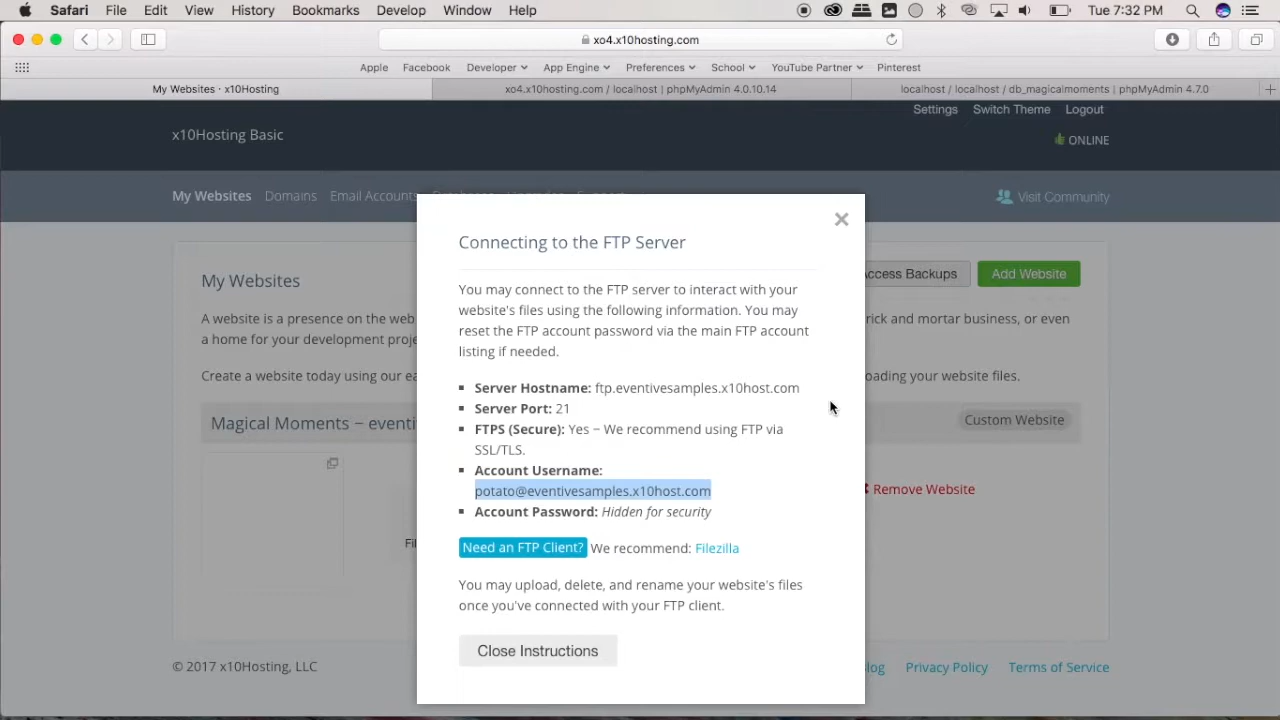 Safari File Edit View History Bookmarks Develop Window Help Tue 7:32 PM
xo4.x10hosting.com
Apple Facebook Developer App Engine Preferences School YouTube Partner Pinterest
My Websites · x10Hosting xo4.x10hosting.com / localhost | phpMyAdmin 4.0.10.14 localhost / localhost / db_magicalmoments | phpMyAdmin 4.7.0
Settings Switch Theme Logout
x10Hosting Basic
ONLINE
My Websites Domains Email Accounts Visit Community
Connecting to the FTP Server
You may connect to the FTP server to interact with your
website's files using the following information. You may
reset the FTP account password via the main FTP account
listing if needed.
Server Hostname: ftp.eventivesamples.x10host.com
Server Port: 21
FTPS (Secure): Yes − We recommend using FTP via
SSL/TLS.
Account Username:
potato@eventivesamples.x10host.com
Account Password: Hidden for security
Need an FTP Client? We recommend: Filezilla
You may upload, delete, and rename your website's files
once you've connected with your FTP client.
Close Instructions
My Websites
Access Backups Add Website
A website is a presence on the web rick and mortar business, or even
a home for your development proje
Create a website today using our ea oading your website files.
Magical Moments − eventi Custom Website
Remove Website
Fil
© 2017 x10Hosting, LLC log Privacy Policy Terms of Service